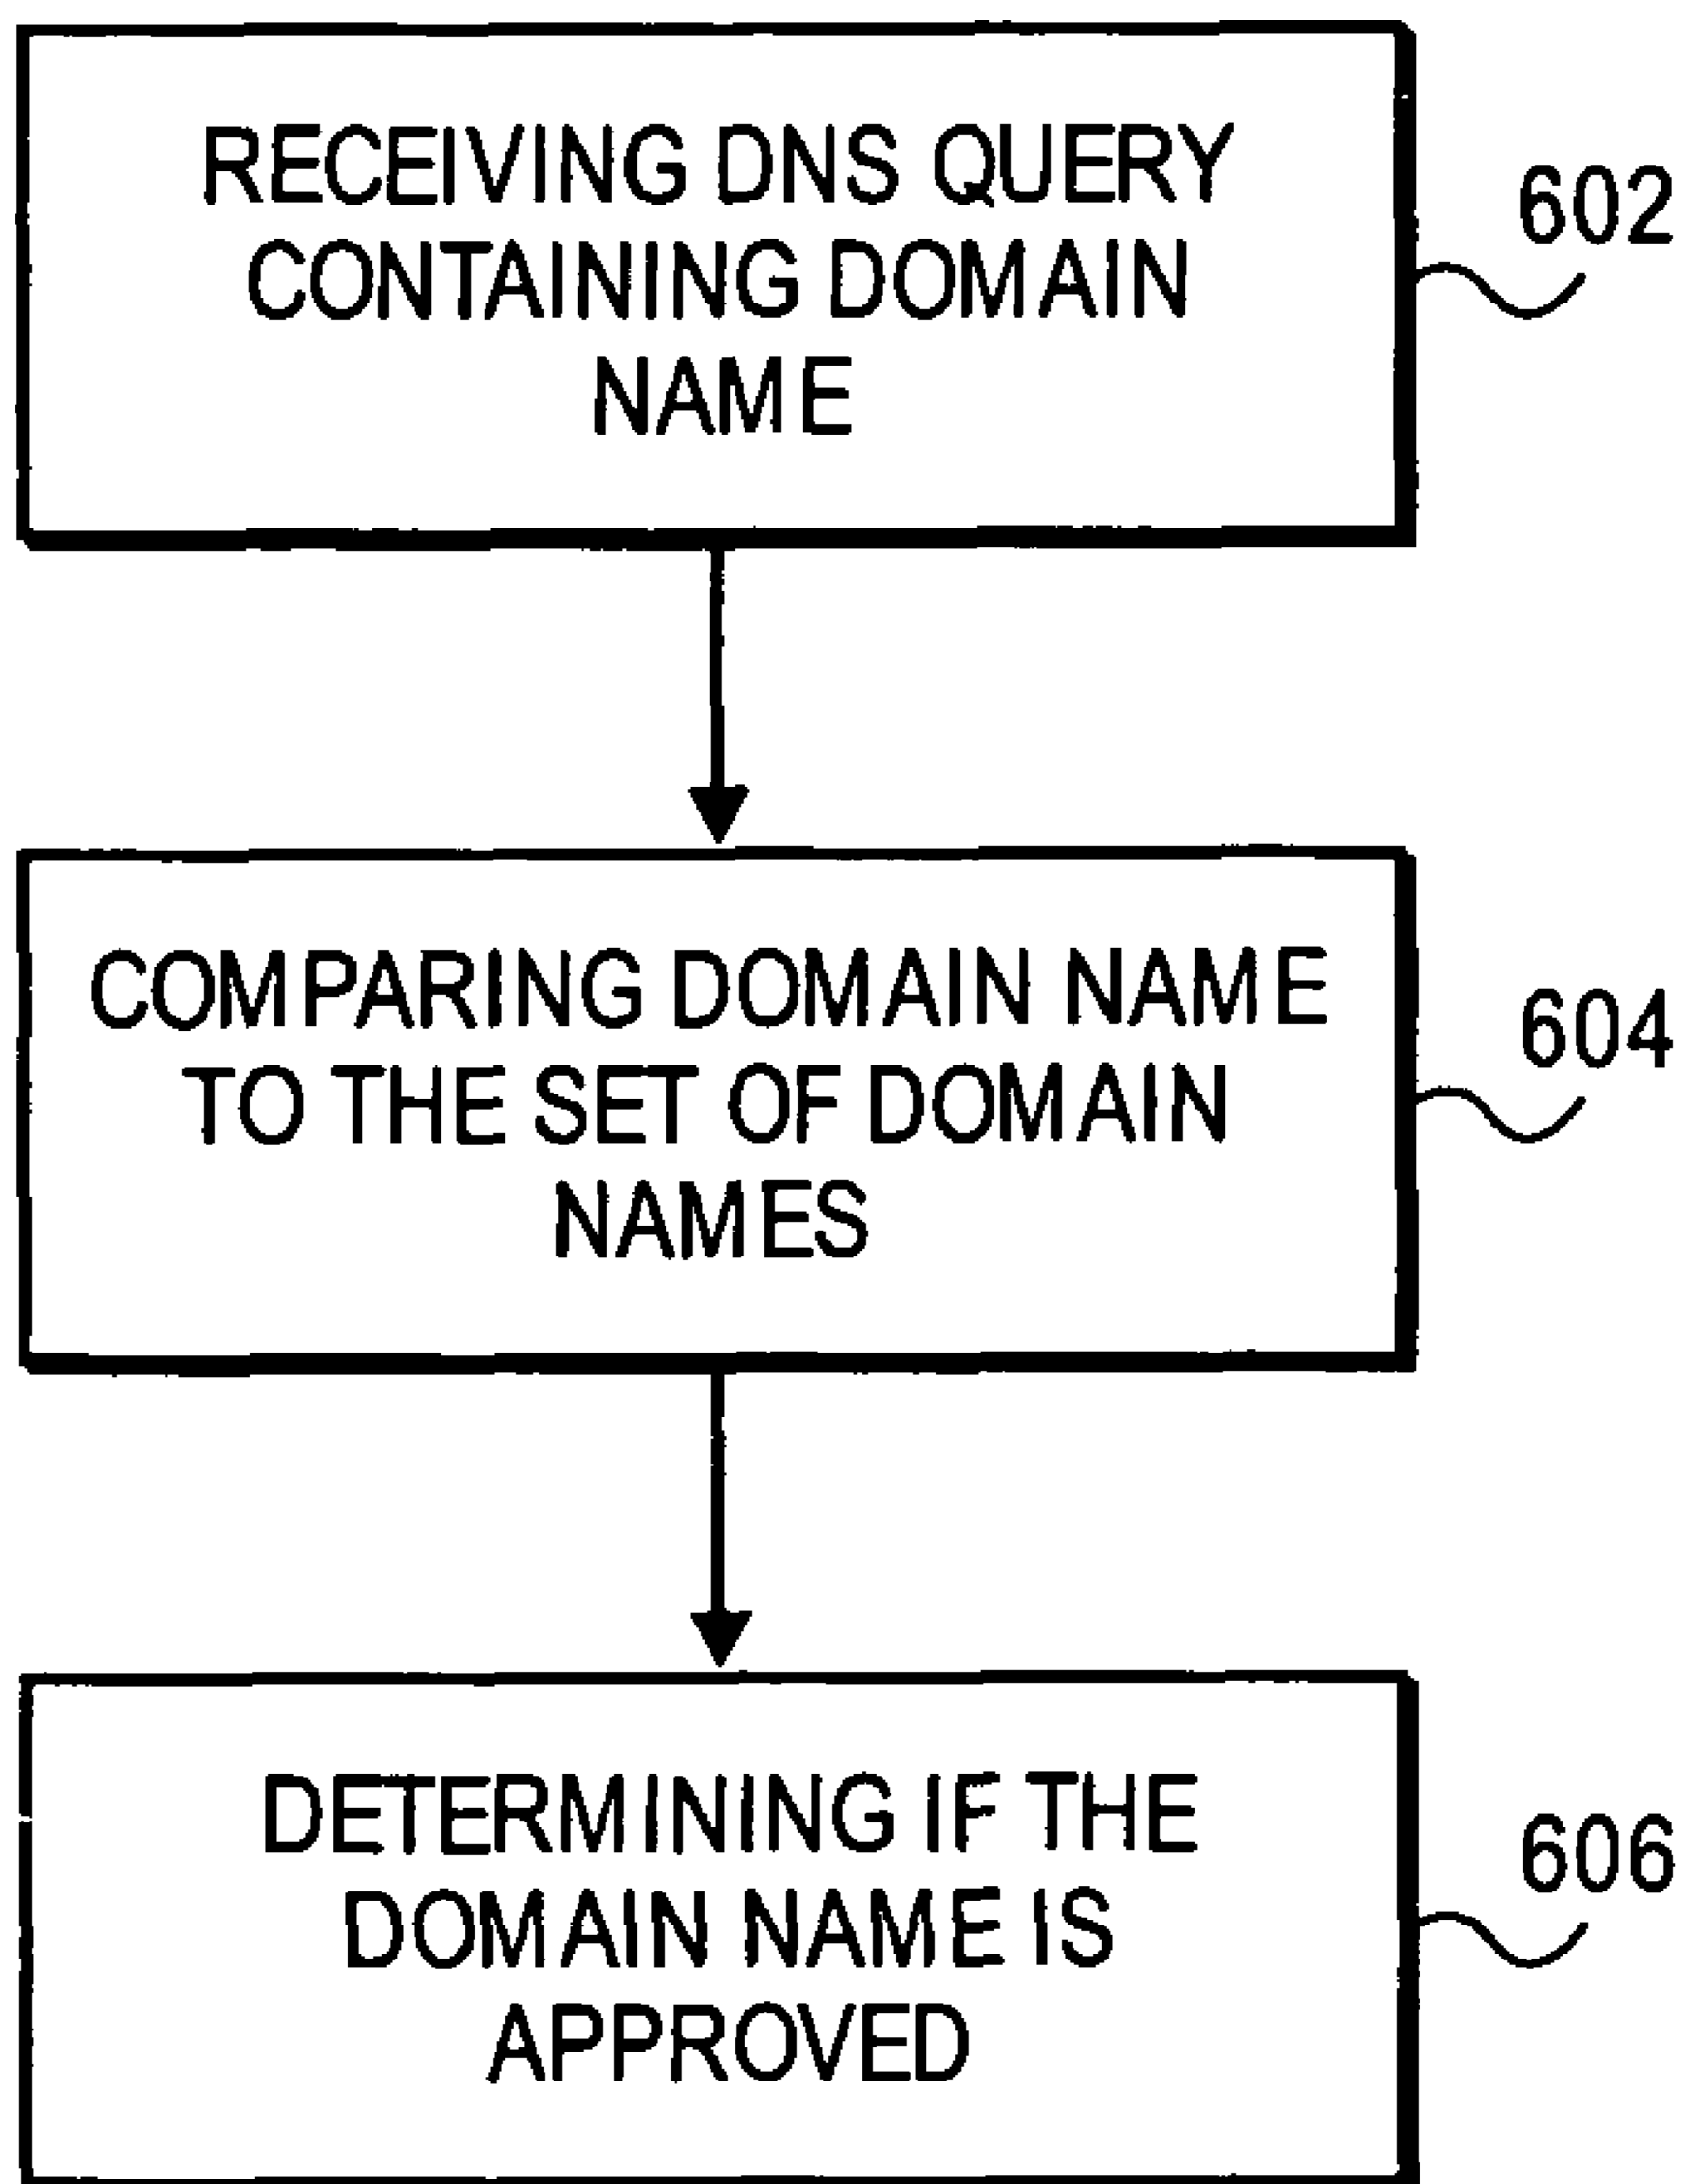 RECEIVING DNS QUERY
CONTAINING DOMAIN
NAME
602
COMPARING DOMAIN NAME
TO THE SET OF DOMAIN
NAMES
604
DETERMINING IF THE
DOMAIN NAME IS
APPROVED
606